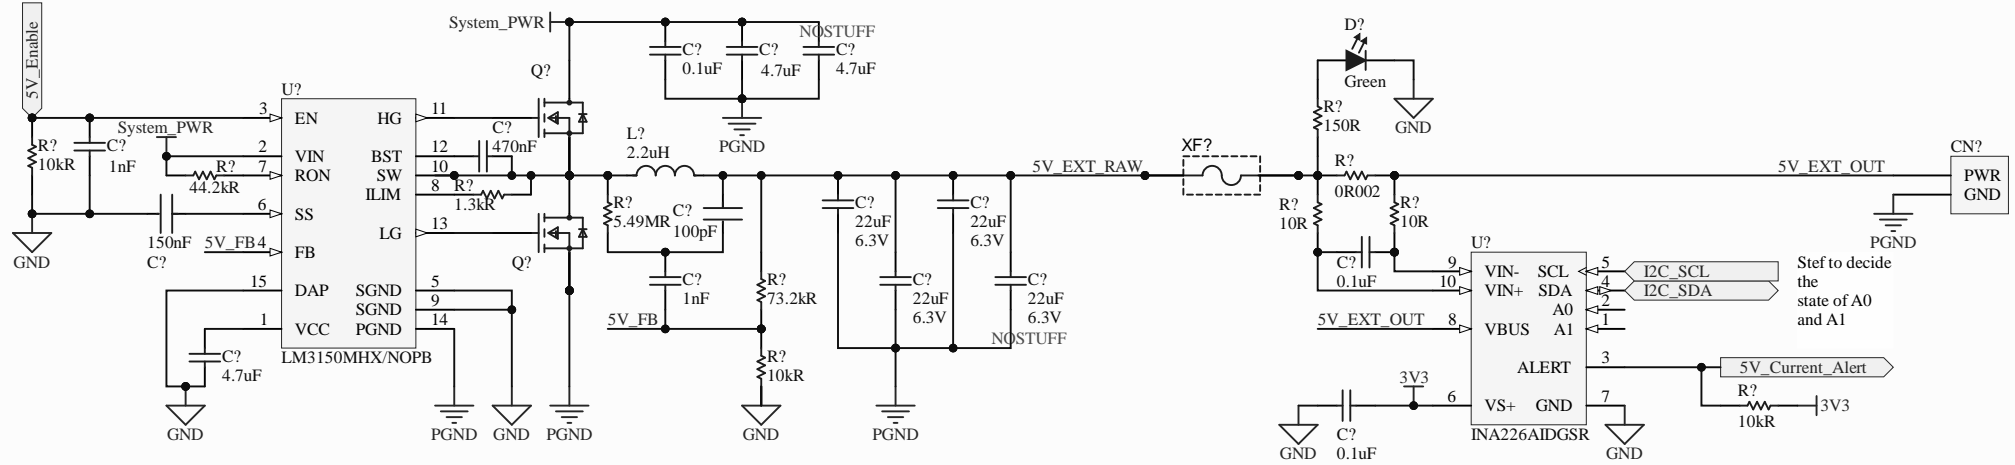 5V_Enable
System_PWR
NOSTUFF
C?
0.1uF
C?
4.7uF
C?
4.7uF
PGND
U?
3
EN
HG
11
System_PWR
2
VIN
BST
12
7
RON
SW
10
ILIM
8
6
SS
LG
13
5V_FB
4
FB
15
DAP
SGND
5
SGND
9
1
VCC
PGND
14
LM3150MHX/NOPB
R?
10kR
C?
1nF
R?
44.2kR
150nF
C?
GND
C?
4.7uF
GND
Q?
C?
470nF
R?
1.3kR
Q?
PGND
GND
PGND
L?
2.2uH
R?
5.49MR
C?
100pF
C?
1nF
R?
73.2kR
5V_FB
R?
10kR
GND
C?
22uF
6.3V
C?
22uF
6.3V
C?
22uF
6.3V
C?
22uF
6.3V
NOSTUFF
PGND
5V_EXT_RAW
XF?
D?
Green
R?
150R
GND
R?
0R002
R?
10R
R?
10R
C?
0.1uF
5V_EXT_OUT
CN?
PWR
GND
PGND
U?
9
VIN-
SCL
5
I2C_SCL
10
VIN+
SDA
4
I2C_SDA
A0
2
5V_EXT_OUT
8
VBUS
A1
1
ALERT
3
5V_Current_Alert
3V3
6
VS+
GND
7
INA226AIDGSR
C?
0.1uF
GND
GND
R?
10kR
3V3
Stef to decide
the
state of A0
and A1